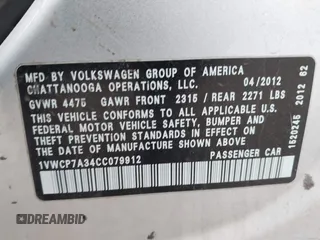 MFD. BY VOLKSWAGEN GROUP OF AMERICA
CHATTANOOGA OPERATIONS, LLC. 04/2012
GVWR 4475 GAWR FRONT 2315 / REAR 2271 LBS
THIS VEHICLE CONFORMS TO ALL APPLICABLE U.S.
FEDERAL MOTOR VEHICLE SAFETY, BUMPER AND
THEFT PREVENTION STANDARDS IN EFFECT ON
THE DATE OF MANUFACTURE SHOWN ABOVE.
1VWCP7A34CC079912 PASSENGER CAR
1520245 2012 62
AUTOBIDMASTER
DREAMBID